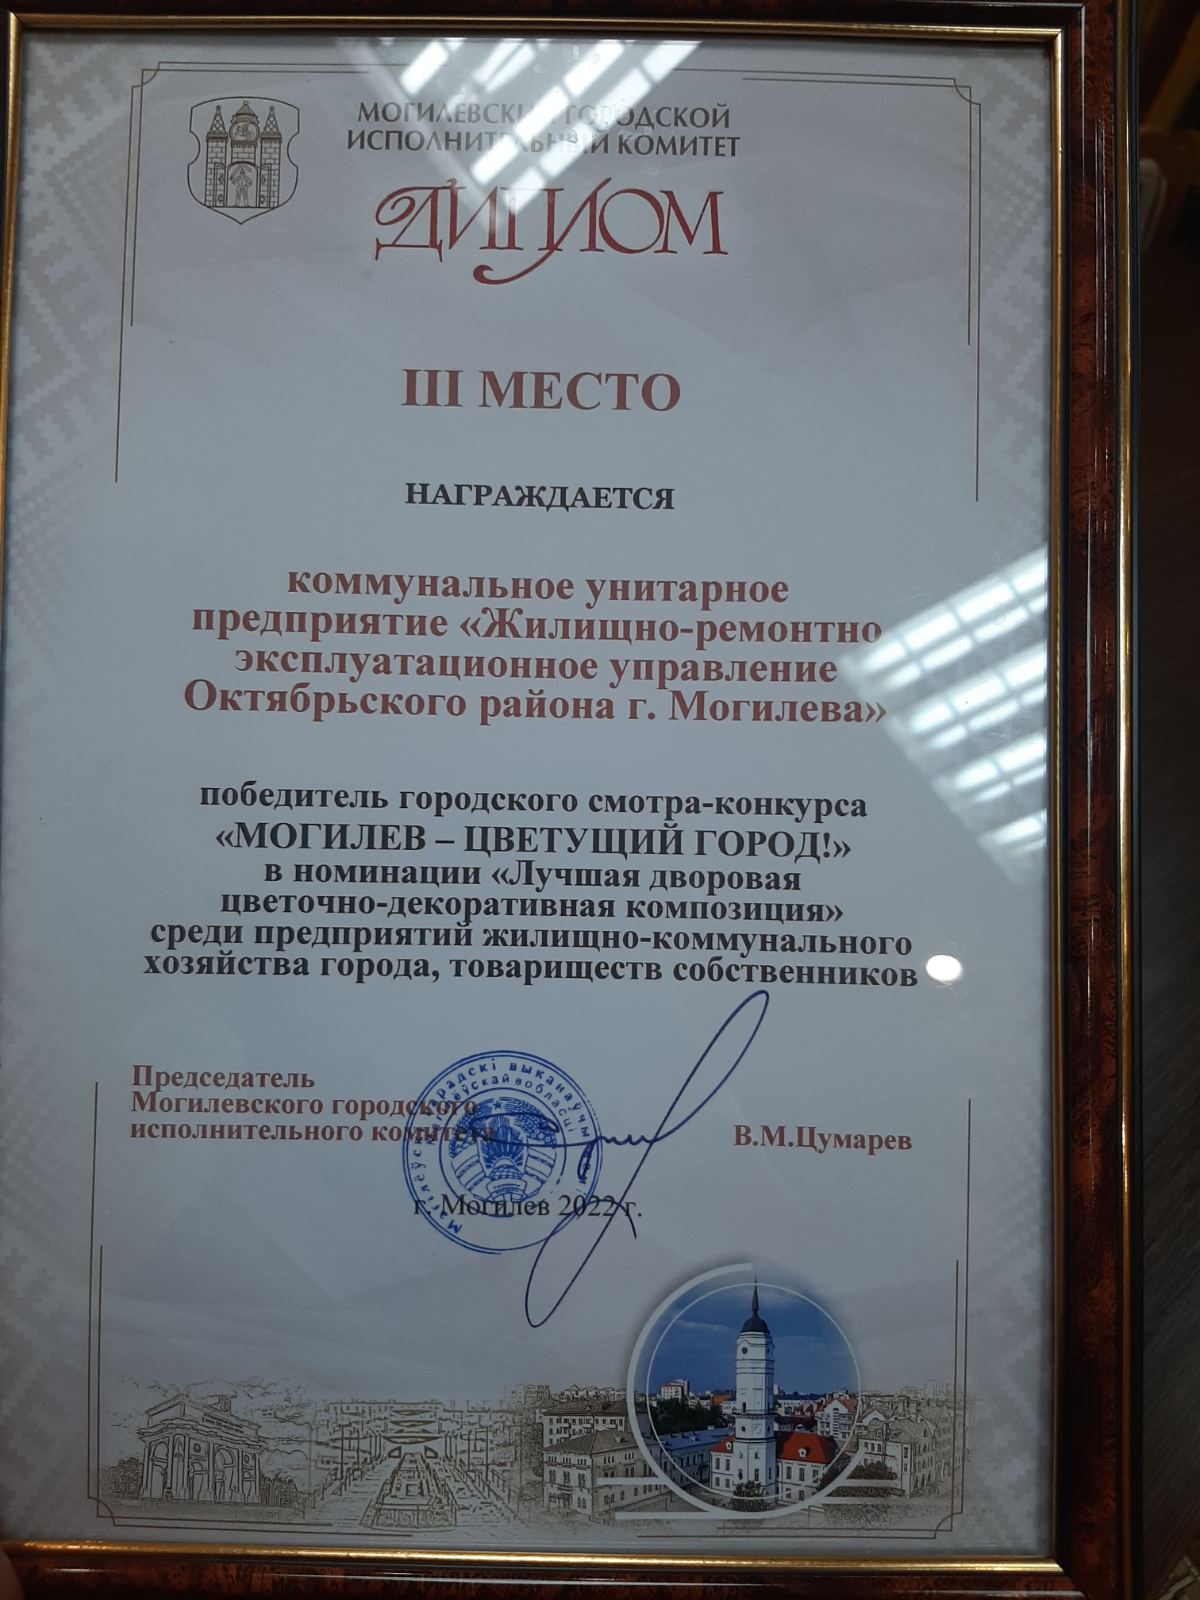 МОГИЛЕВСКИЙ ГОРОДСКОЙ
ИСПОЛНИТЕЛЬНЫЙ КОМИТЕТ
ДИПЛОМ
III МЕСТО
НАГРАЖДАЕТСЯ
коммунальное унитарное
предприятие «Жилищно-ремонтно
эксплуатационное управление
Октябрьского района г. Могилева»
победитель городского смотра-конкурса
«МОГИЛЕВ – ЦВЕТУЩИЙ ГОРОД!»
в номинации «Лучшая дворовая
цветочно-декоративная композиция»
среди предприятий жилищно-коммунального
хозяйства города, товариществ собственников
Председатель
Могилевского городского
исполнительного комитета
В.М.Цумарев
г. Могилев 2022 г.